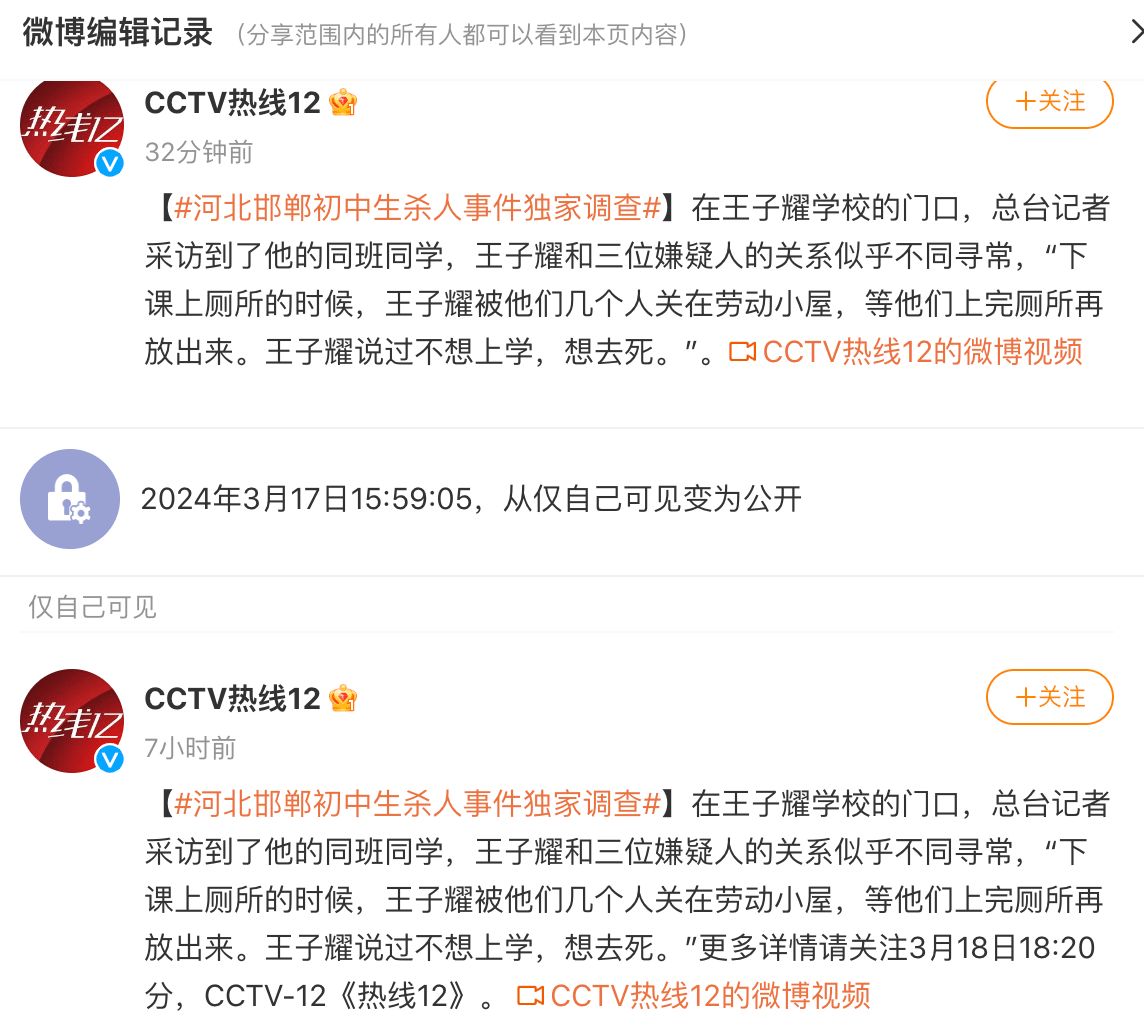 微博编辑记录 （分享范围内的所有人都可以看到本页内容）
热线12
CCTV热线12
+关注
32分钟前
【#河北邯郸初中生杀人事件独家调查#】在王子耀学校的门口，总台记者
采访到了他的同班同学，王子耀和三位嫌疑人的关系似乎不同寻常，“下
课上厕所的时候，王子耀被他们几个人关在劳动小屋，等他们上完厕所再
放出来。王子耀说过不想上学，想去死。”。CCTV热线12的微博视频
2024年3月17日15:59:05，从仅自己可见变为公开
仅自己可见
热线12
CCTV热线12
+关注
7小时前
【#河北邯郸初中生杀人事件独家调查#】在王子耀学校的门口，总台记者
采访到了他的同班同学，王子耀和三位嫌疑人的关系似乎不同寻常，“下
课上厕所的时候，王子耀被他们几个人关在劳动小屋，等他们上完厕所再
放出来。王子耀说过不想上学，想去死。”更多详情请关注3月18日18:20
分，CCTV-12《热线12》。CCTV热线12的微博视频